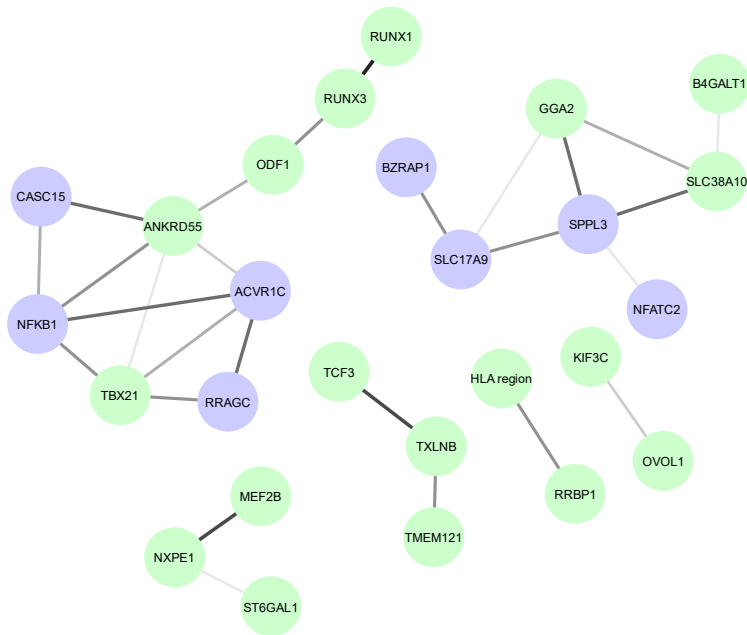 RUNX1
RUNX3
B4GALT1
GGA2
ODF1
BZRAP1
SLC38A10
CASC15
ANKRD55
SPPL3
SLC17A9
ACVR1C
NFATC2
NFKB1
KIF3C
TCF3
HLA region
TBX21
RRAGC
TXLNB
OVOL1
MEF2B
RRBP1
TMEM121
NXPE1
ST6GAL1